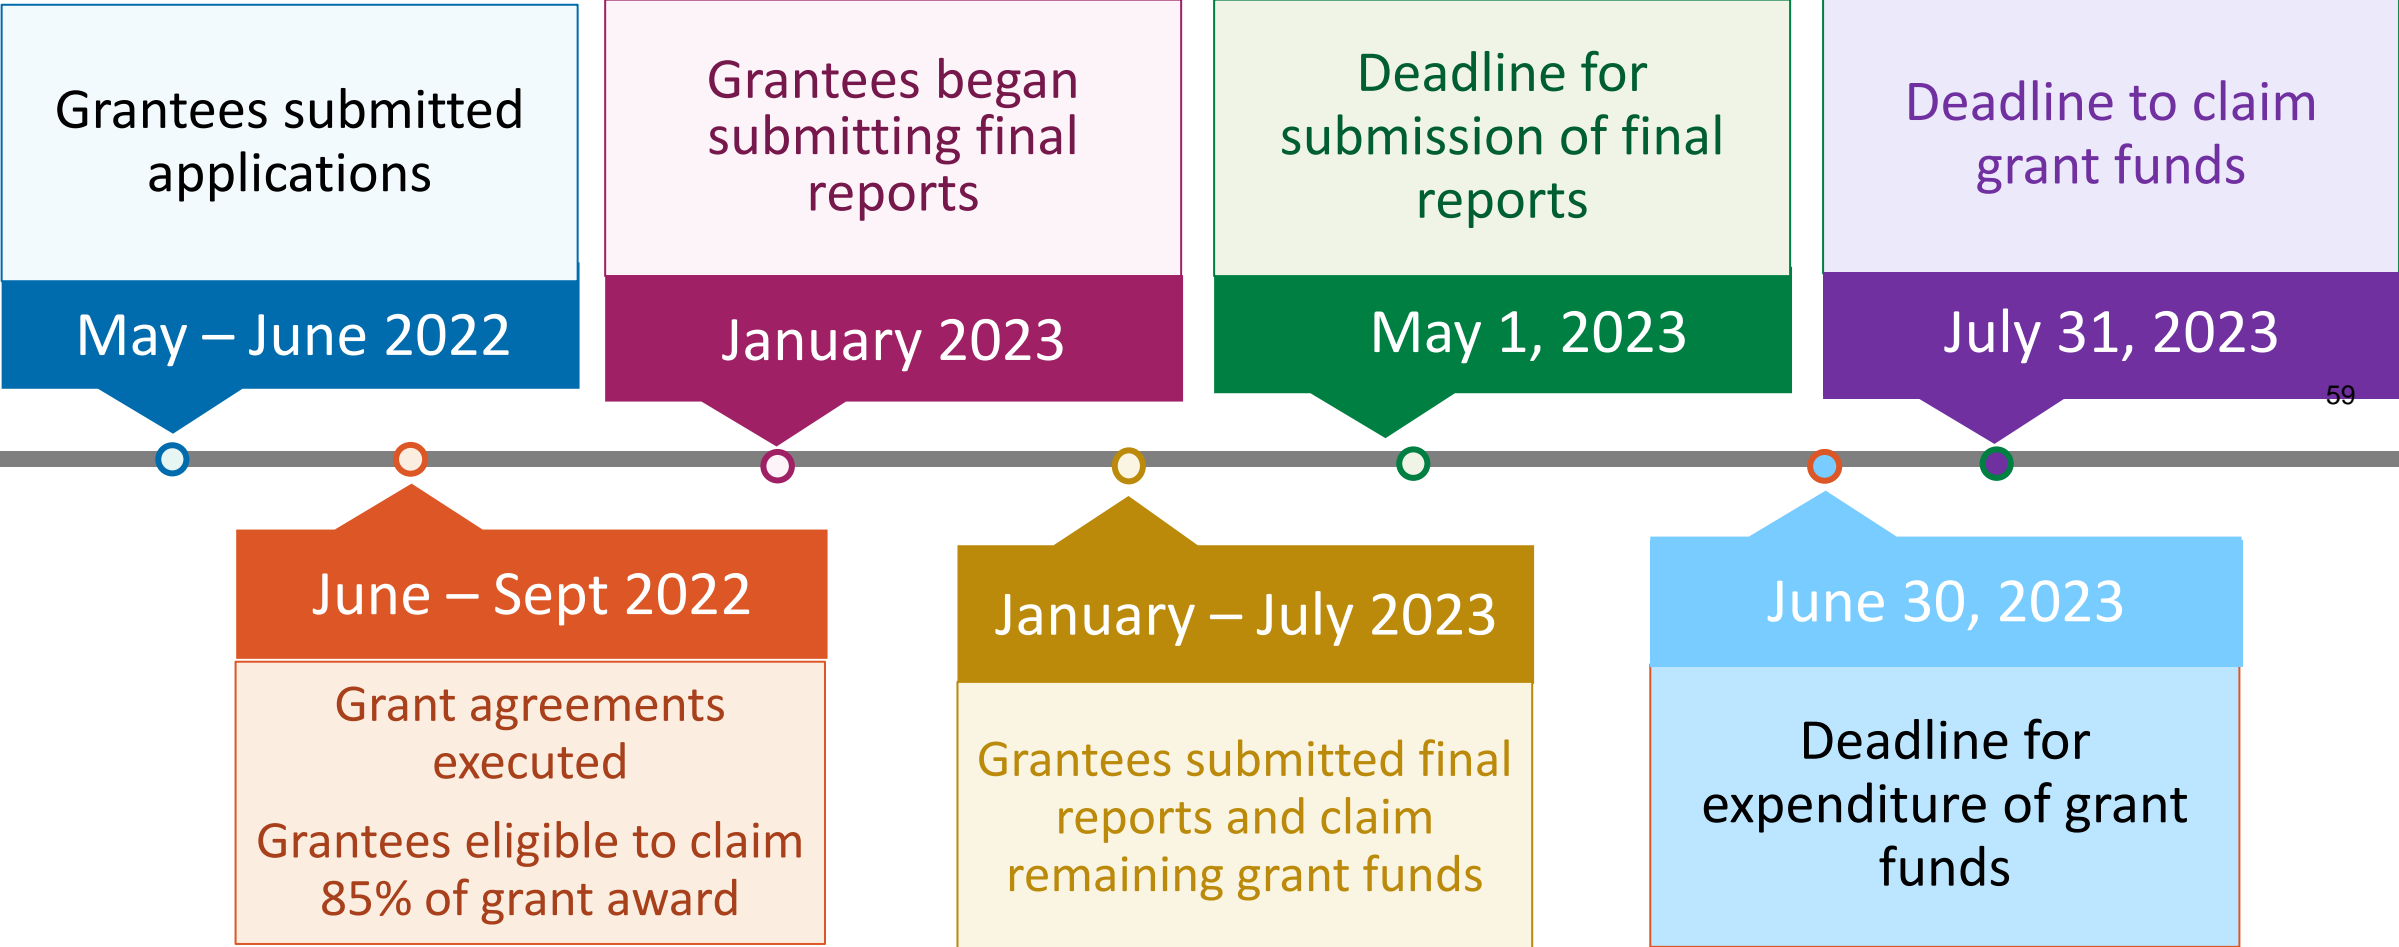 Grantees submitted
applications
May – June 2022
Grantees began
submitting final
reports
January 2023
Deadline for
submission of final
reports
May 1, 2023
Deadline to claim
grant funds
July 31, 2023
59
June – Sept 2022
Grant agreements
executed
Grantees eligible to claim
85% of grant award
January – July 2023
Grantees submitted final
reports and claim
remaining grant funds
June 30, 2023
Deadline for
expenditure of grant
funds